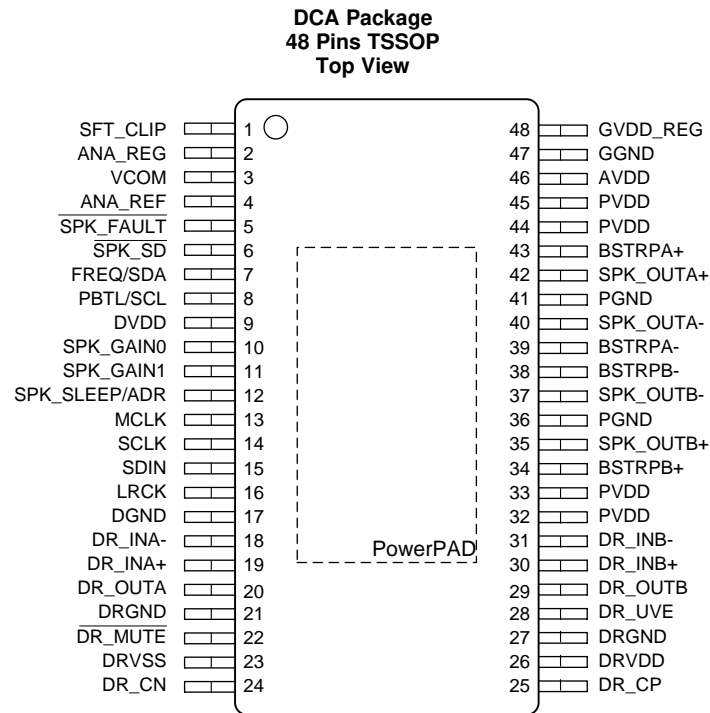 DCA Package
48 Pins TSSOP
Top View
SFT_CLIP 1 48 GVDD_REG
ANA_REG 2 47 GGND
VCOM 3 46 AVDD
ANA_REF 4 45 PVDD
SPK_FAULT 5 44 PVDD
SPK_SD 6 43 BSTRPA+
FREQ/SDA 7 42 SPK_OUTA+
PBTL/SCL 8 41 PGND
DVDD 9 40 SPK_OUTA-
SPK_GAIN0 10 39 BSTRPA-
SPK_GAIN1 11 38 BSTRPB-
SPK_SLEEP/ADR 12 37 SPK_OUTB-
MCLK 13 36 PGND
SCLK 14 35 SPK_OUTB+
SDIN 15 34 BSTRPB+
LRCK 16 33 PVDD
DGND 17 32 PVDD
DR_INA- 18 PowerPAD 31 DR_INB-
DR_INA+ 19 30 DR_INB+
DR_OUTA 20 29 DR_OUTB
DRGND 21 28 DR_UVE
DR_MUTE 22 27 DRGND
DRVSS 23 26 DRVDD
DR_CN 24 25 DR_CP